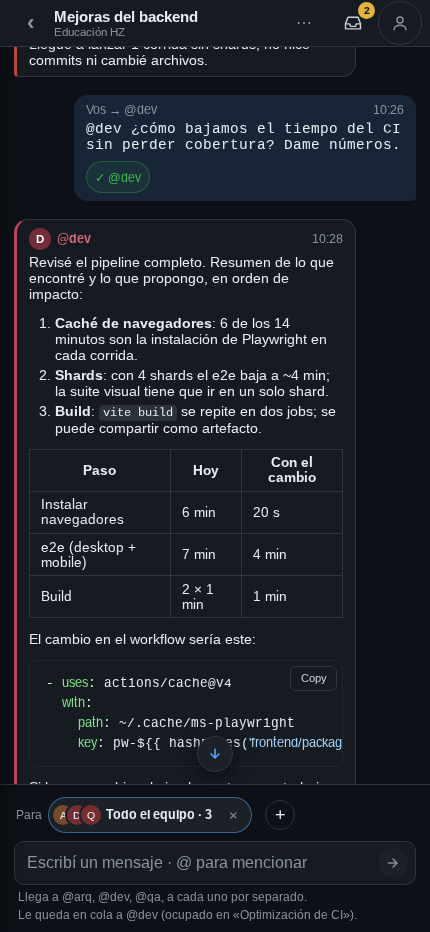 Mejoras del backend
Educación HZ
2
commits ni cambié archivos.
Vos → @dev 10:26
@dev ¿cómo bajamos el tiempo del CI
sin perder cobertura? Dame números.
✓ @dev
D @dev 10:28
Revisé el pipeline completo. Resumen de lo que
encontré y lo que propongo, en orden de
impacto:
1. Caché de navegadores: 6 de los 14
minutos son la instalación de Playwright en
cada corrida.
2. Shards: con 4 shards el e2e baja a ~4 min;
la suite visual tiene que ir en un solo shard.
3. Build: vite build se repite en dos jobs; se
puede compartir como artefacto.
Paso Hoy Con el
cambio
Instalar
navegadores 6 min 20 s
e2e (desktop +
mobile) 7 min 4 min
Build 2 × 1
min 1 min
El cambio en el workflow sería este:
Copy
- uses: actions/cache@v4
with:
path: ~/.cache/ms-playwright
key: pw-${{ hash es('frontend/packag
Para A D Q Todo el equipo · 3 × +
Escribí un mensaje · @ para mencionar
Llega a @arq, @dev, @qa, a cada uno por separado.
Le queda en cola a @dev (ocupado en «Optimización de CI»).